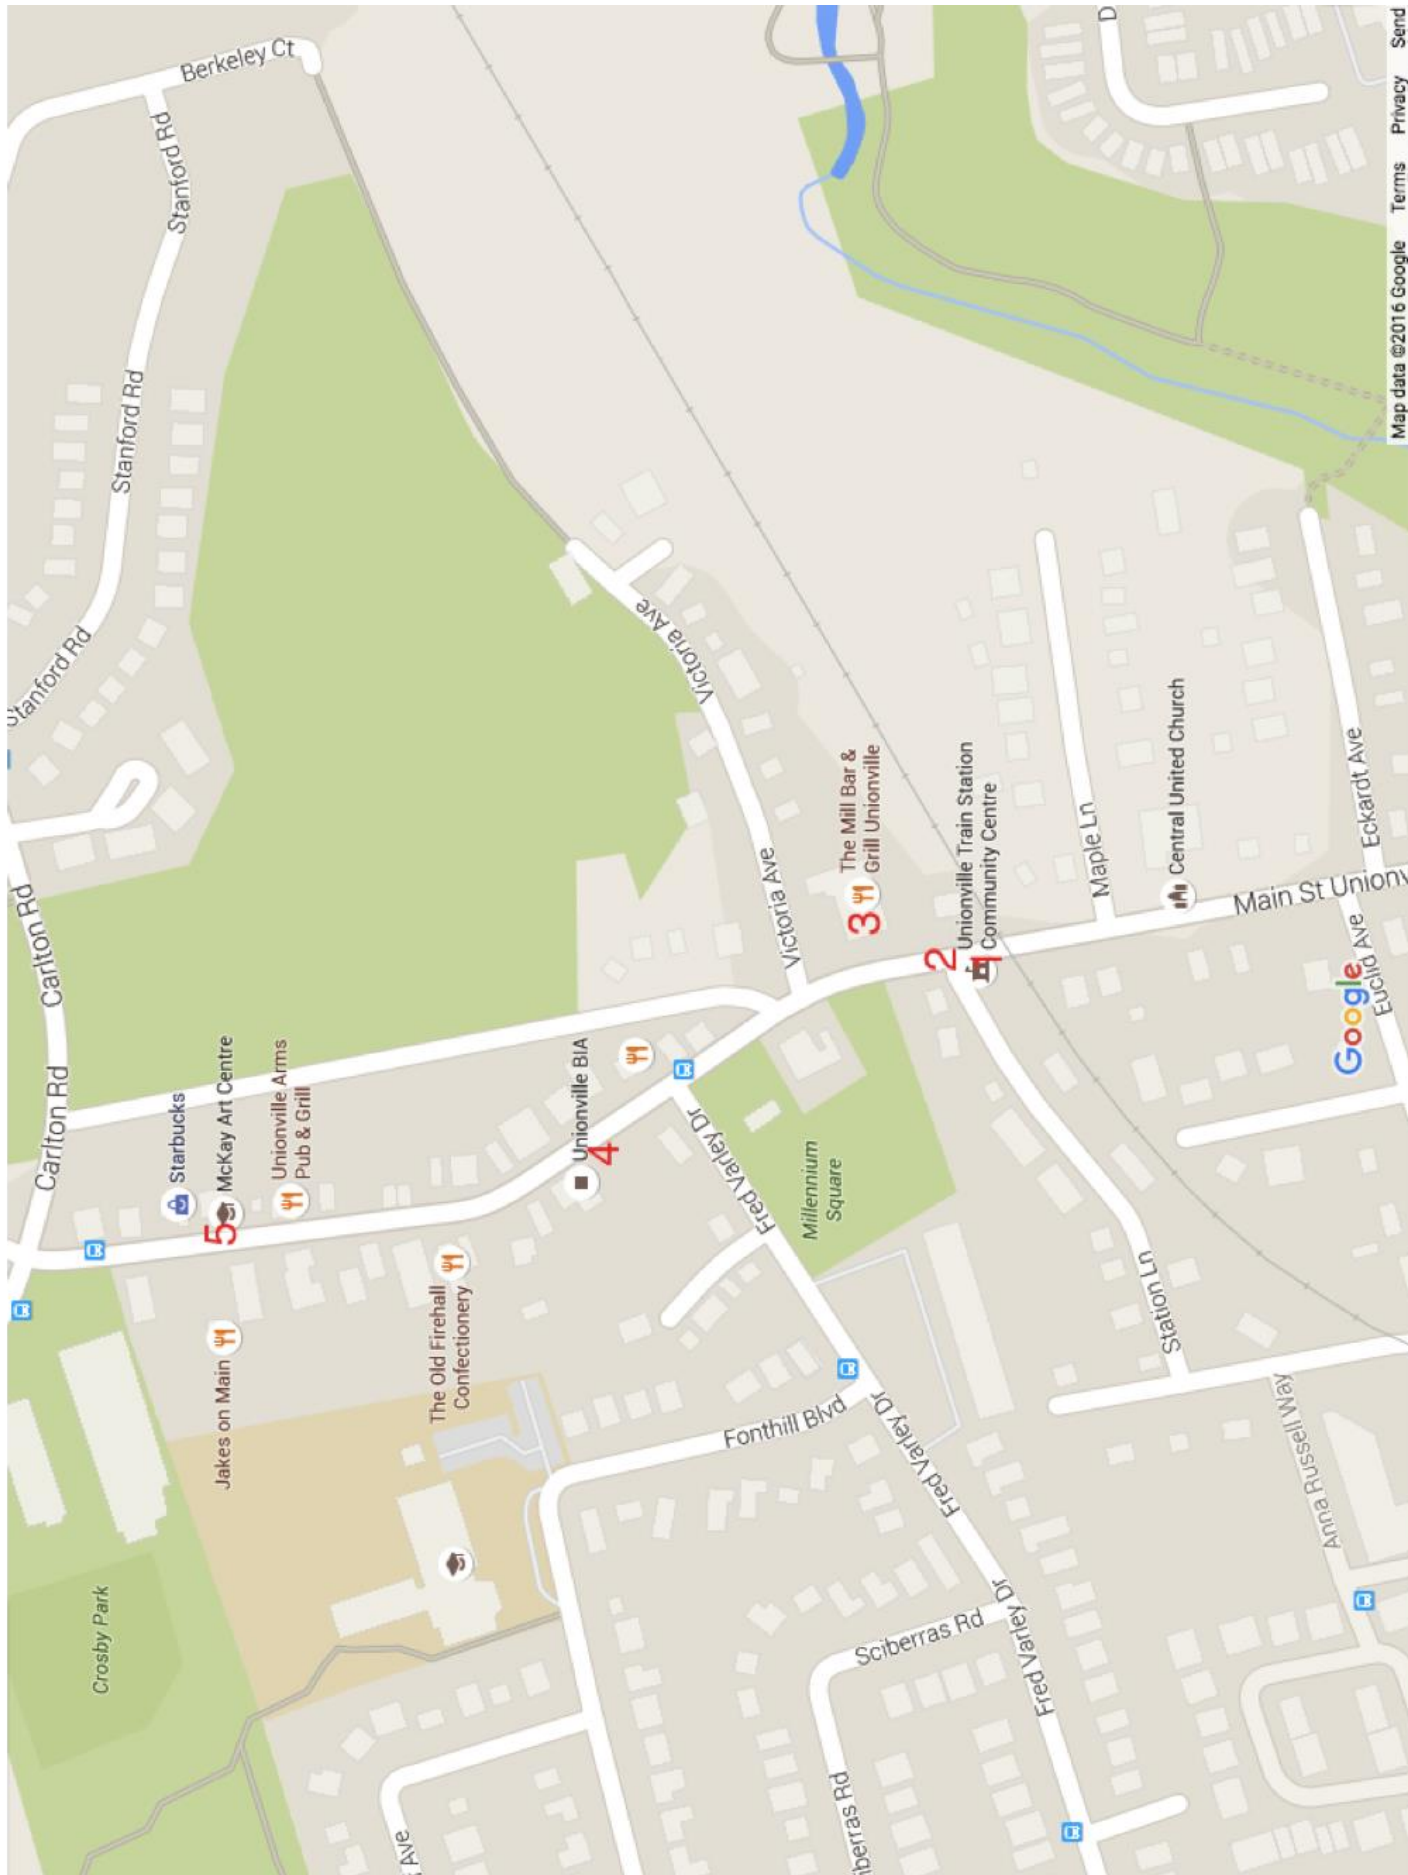 Berkeley Ct
Stanford Rd
Stanford Rd
Stanford Rd
D
Carlton Rd
Carlton Rd
Carlton Rd
Starbucks
5
McKay Art Centre
Unionville Arms
Pub & Grill
Jakes on Main
The Old Firehall
Confectionery
Crosby Park
Unionville BIA
4
Victoria Ave
Victoria Ave
The Mill Bar &
Grill Unionville
3
2
Unionville Train Station
Community Centre
1
Maple Ln
Central United Church
Main St Unionv
Eckardt Ave
Euclid Ave
Millennium
Square
Fred Varley Dr
Fred Varley Dr
Fred Varley Dr
Fred Varley Dr
Fonthill Blvd
Station Ln
Anna Russell Way
Sciberras Rd
iberras Rd
Ave
Google
Map data ©2016 Google Terms Privacy Send